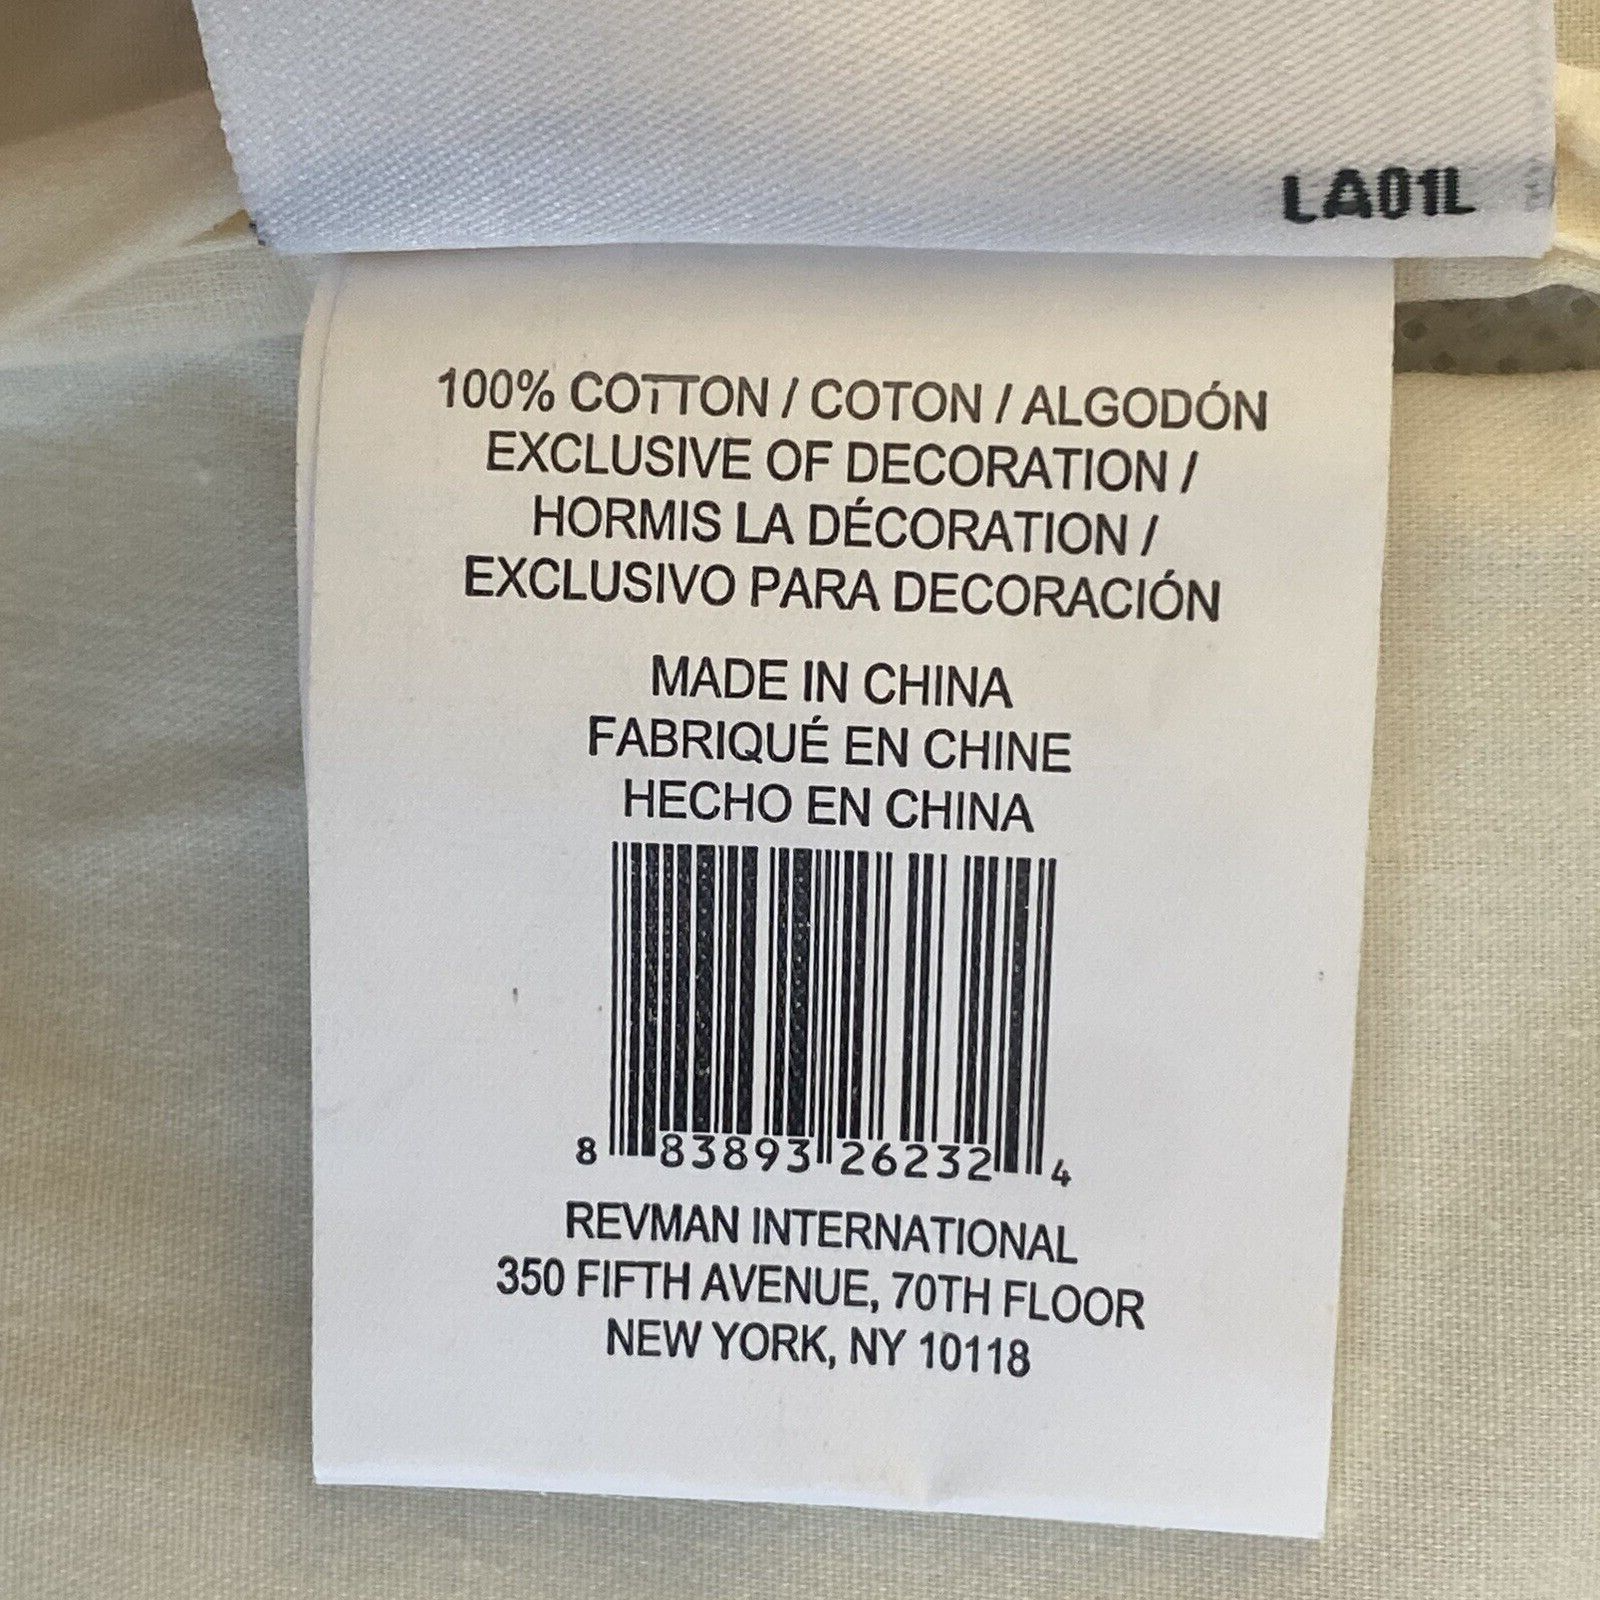 LA01L
100% COTTON / COTON / ALGODÓN
EXCLUSIVE OF DECORATION /
HORMIS LA DÉCORATION /
EXCLUSIVO PARA DECORACIÓN
MADE IN CHINA
FABRIQUÉ EN CHINE
HECHO EN CHINA
8 83893 26232 4
REVMAN INTERNATIONAL
350 FIFTH AVENUE, 70TH FLOOR
NEW YORK, NY 10118